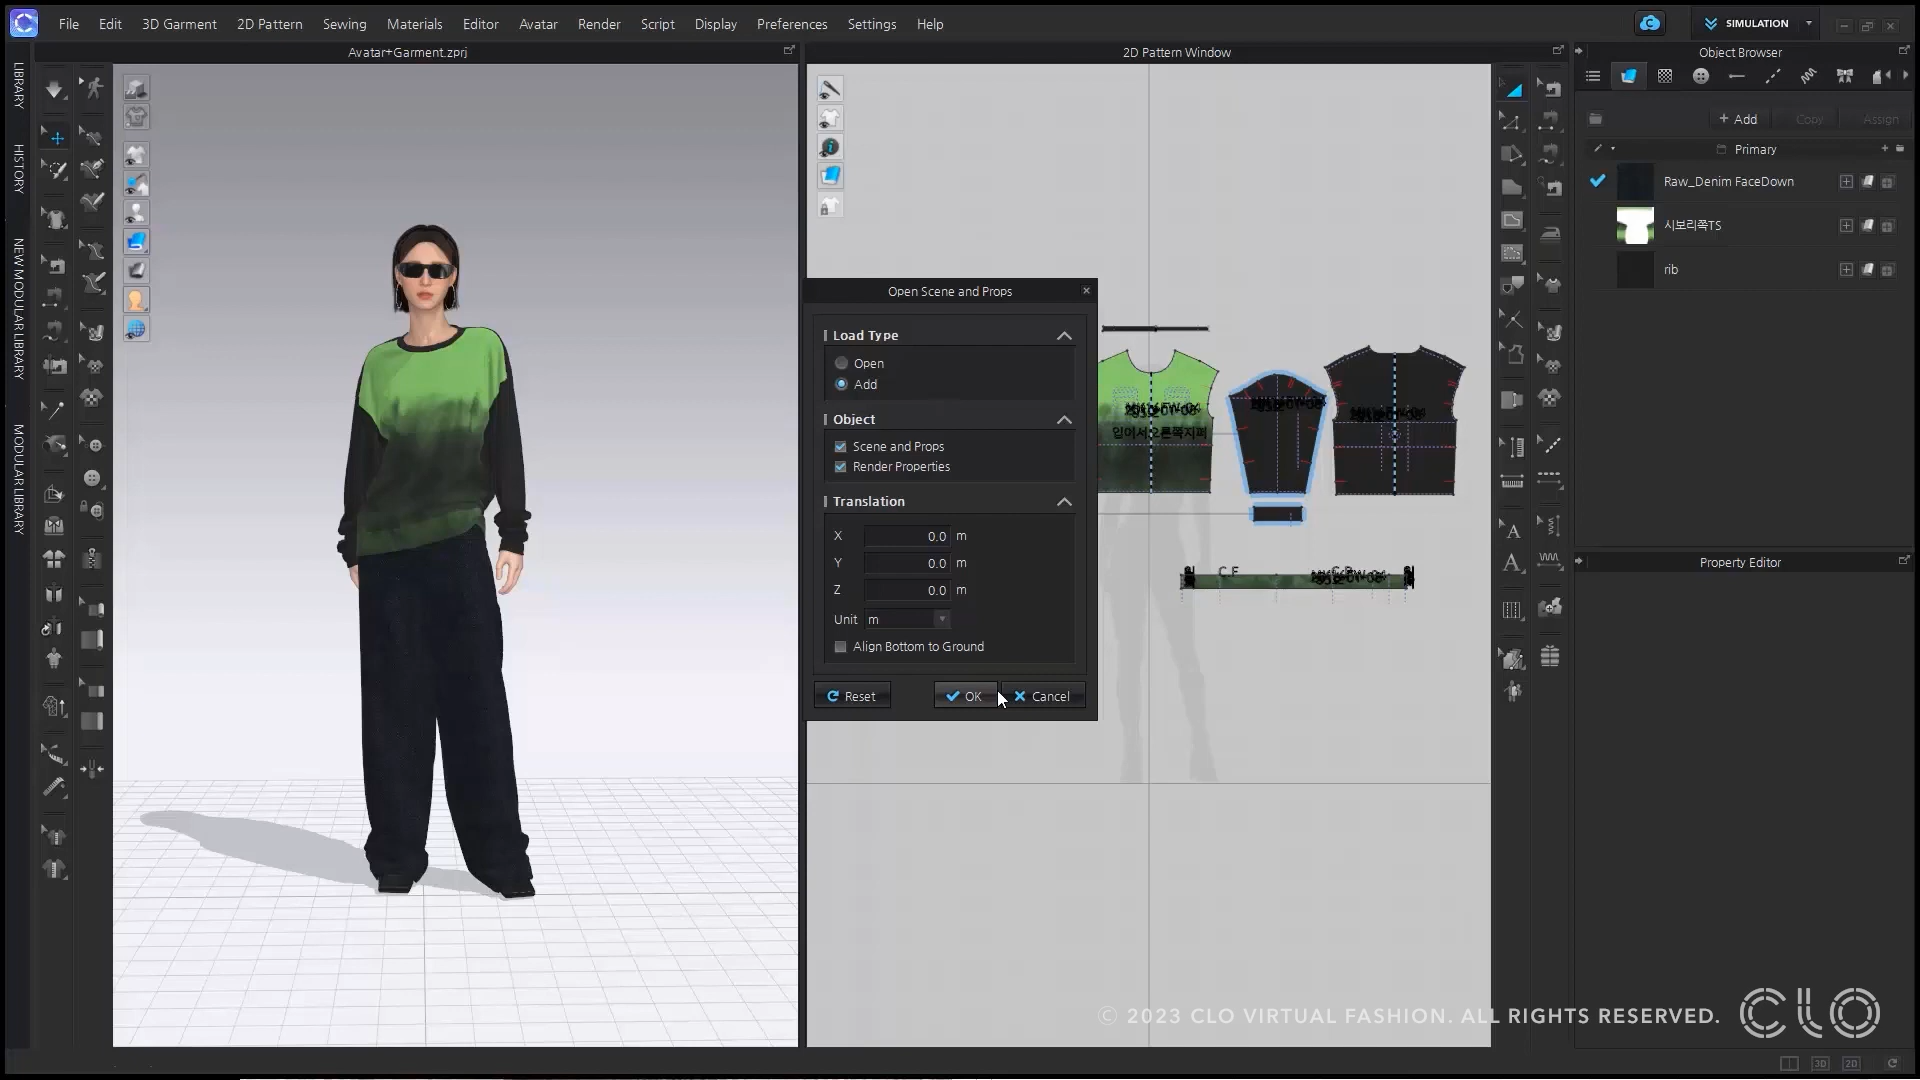 File Edit 3D Garment 2D Pattern Sewing Materials Editor Avatar Render Script Display Preferences Settings Help
SIMULATION
Avatar+Garment.zprj
2D Pattern Window
Object Browser
LIBRARY
HISTORY
NEW MODULAR LIBRARY
MODULAR LIBRARY
+ Add Copy Assign
Primary
Raw_Denim FaceDown
시보리쪽TS
rib
Open Scene and Props
Load Type
Open
Add
Object
Scene and Props
Render Properties
Translation
X 0.0 m
Y 0.0 m
Z 0.0 m
Unit m
Align Bottom to Ground
Reset OK Cancel
C.F
Property Editor
© 2023 CLO VIRTUAL FASHION. ALL RIGHTS RESERVED. CLO
3D 2D